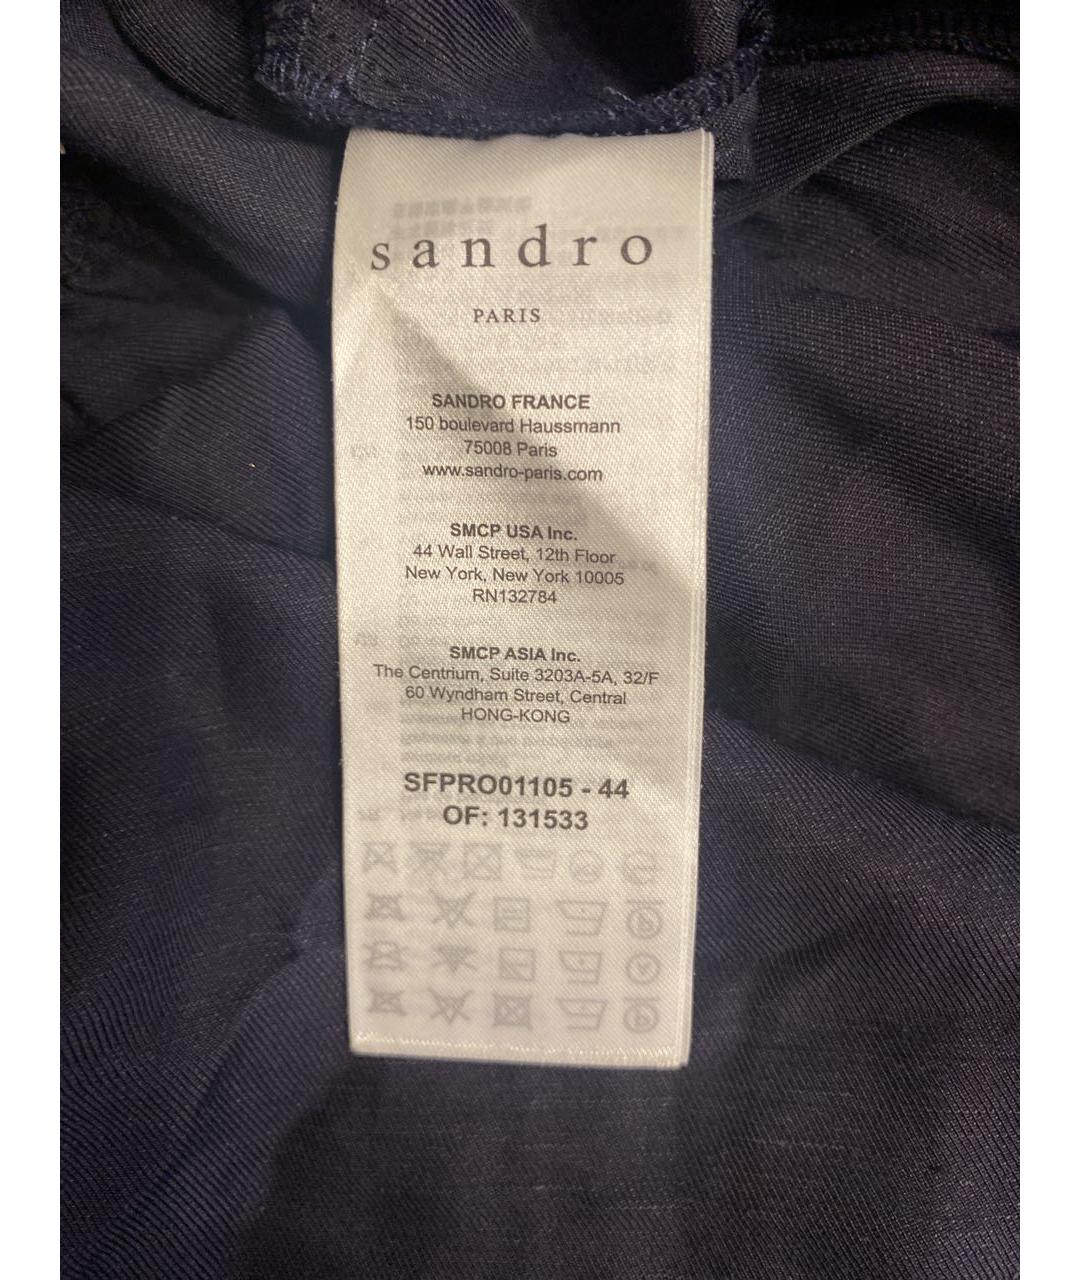 sandro
PARIS
SANDRO FRANCE
150 boulevard Haussmann
75008 Paris
www.sandro-paris.com
SMCP USA Inc.
44 Wall Street, 12th Floor
New York, New York 10005
RN132784
SMCP ASIA Inc.
The Centrium, Suite 3203A-5A, 32/F
60 Wyndham Street, Central
HONG-KONG
SFPRO01105 - 44
OF: 131533